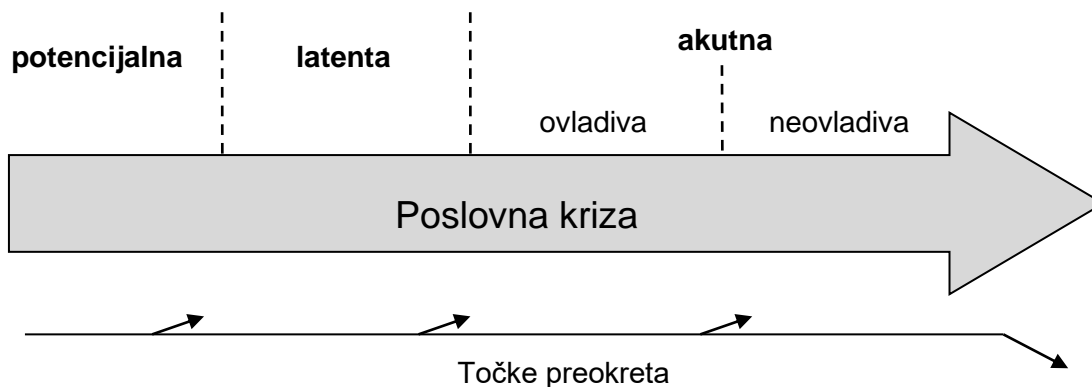 potencijalna
latenta
akutna
ovladiva
neovladiva
Poslovna kriza
Točke preokreta